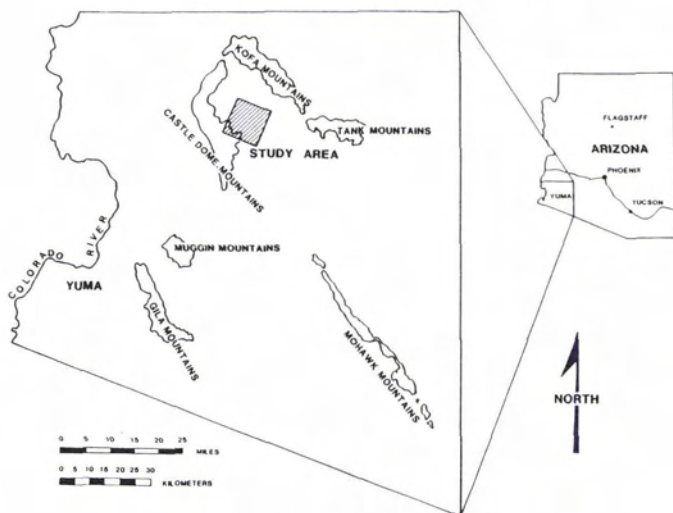 KOFA MOUNTAINS
CASTLE DOME MOUNTAINS
TANK MOUNTAINS
STUDY AREA
MUGGIN MOUNTAINS
COLORADO RIVER
YUMA
GILA MOUNTAINS
MOHAWK MOUNTAINS
0 5 10 15 20 25
MILES
0 5 10 15 20 25 30
KILOMETERS
FLAGSTAFF
ARIZONA
PHOENIX
YUMA
TUCSON
NORTH